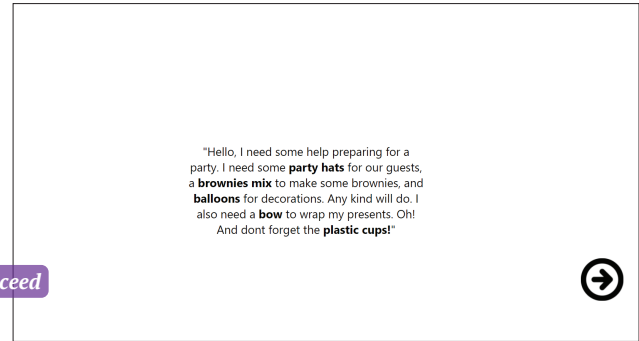 "Hello, I need some help preparing for a
party. I need some party hats for our guests,
a brownies mix to make some brownies, and
balloons for decorations. Any kind will do. I
also need a bow to wrap my presents. Oh!
And dont forget the plastic cups!"
ceed